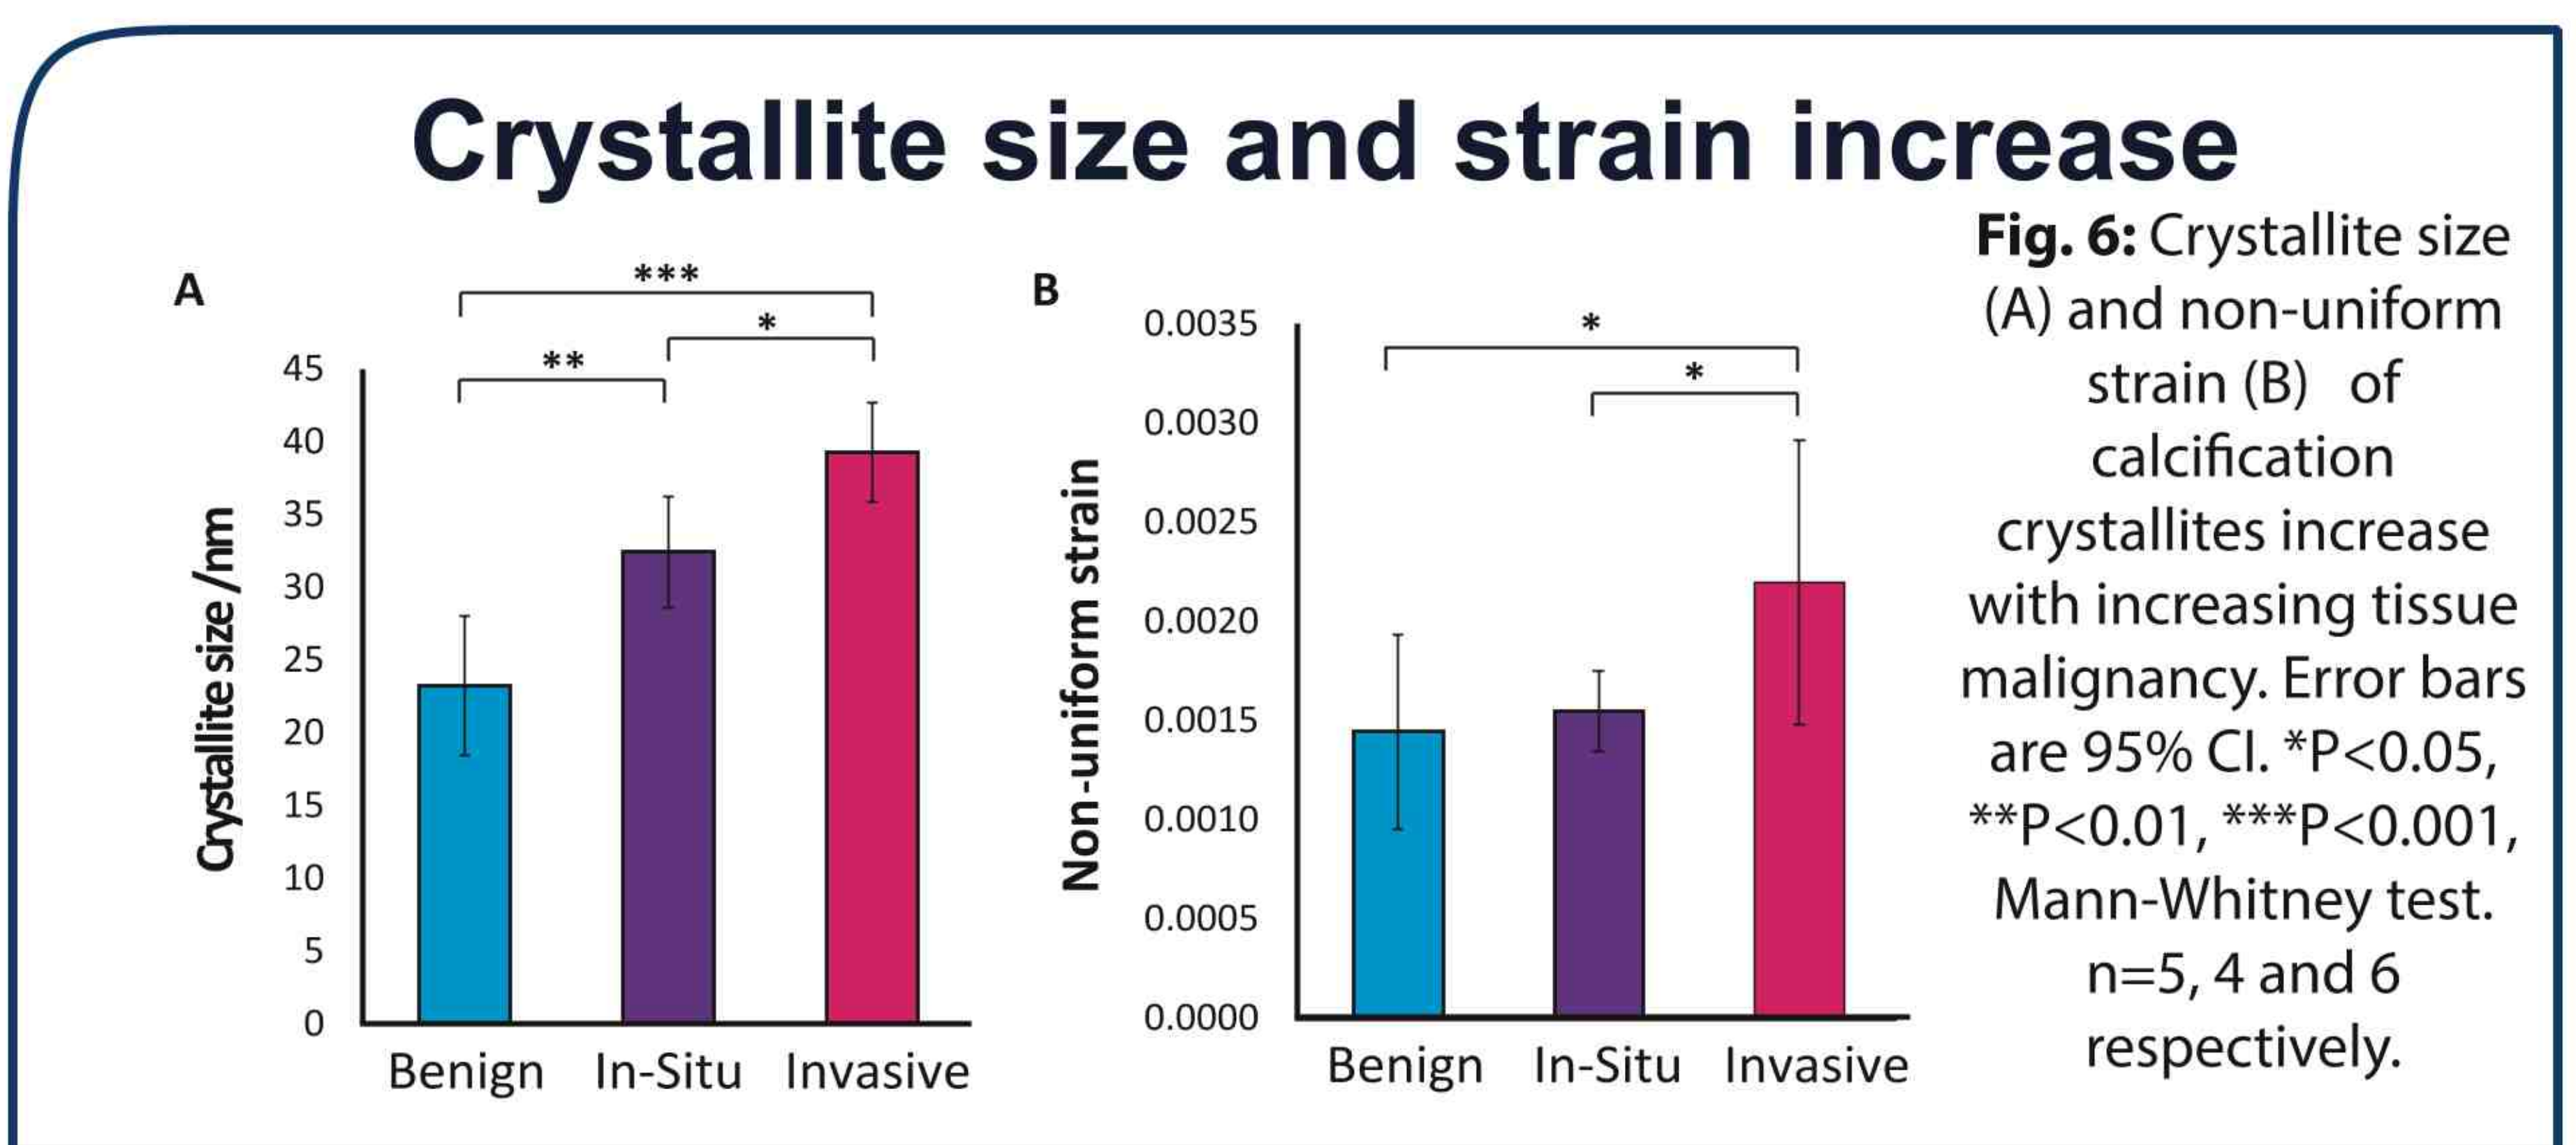 Crystallite size and strain increase
A
***
*
**
45
40
35
30
25
20
15
10
5
0
Crystallite size /nm
Benign In-Situ Invasive
B
*
*
0.0035
0.0030
0.0025
0.0020
0.0015
0.0010
0.0005
0.0000
Non-uniform strain
Benign In-Situ Invasive
Fig. 6: Crystallite size
(A) and non-uniform
strain (B) of
calcification
crystallites increase
with increasing tissue
malignancy. Error bars
are 95% CI. *P<0.05,
**P<0.01, ***P<0.001,
Mann-Whitney test.
n=5, 4 and 6
respectively.